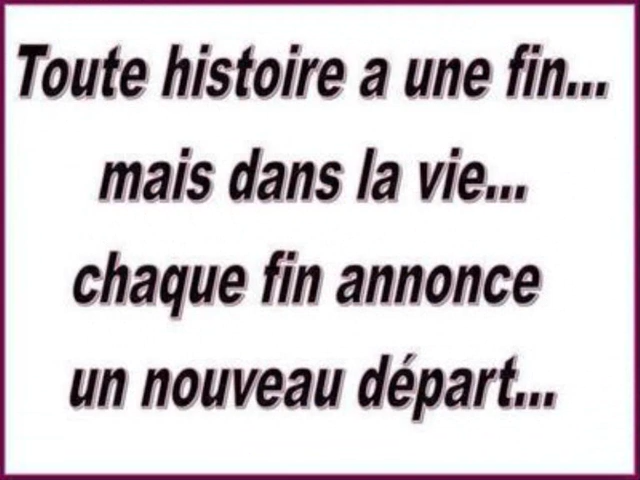 Toute histoire a une fin...
mais dans la vie...
chaque fin annonce
un nouveau départ...